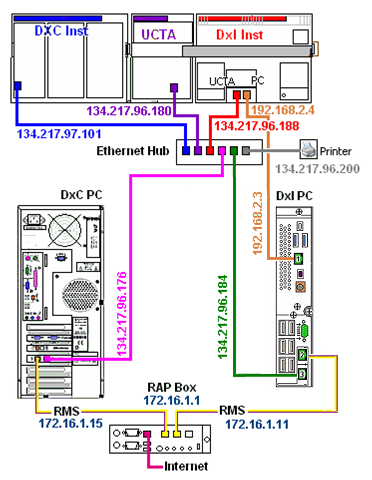 DXC Inst
UCTA
DxI Inst
UCTA
PC
134.217.96.180
192.168.2.4
134.217.97.101
134.217.96.188
Ethernet Hub
Printer
134.217.96.200
DxC PC
DxI PC
192.168.2.3
134.217.96.176
134.217.96.184
2
3
RAP Box
RMS
172.16.1.1
RMS
172.16.1.15
172.16.1.11
Internet